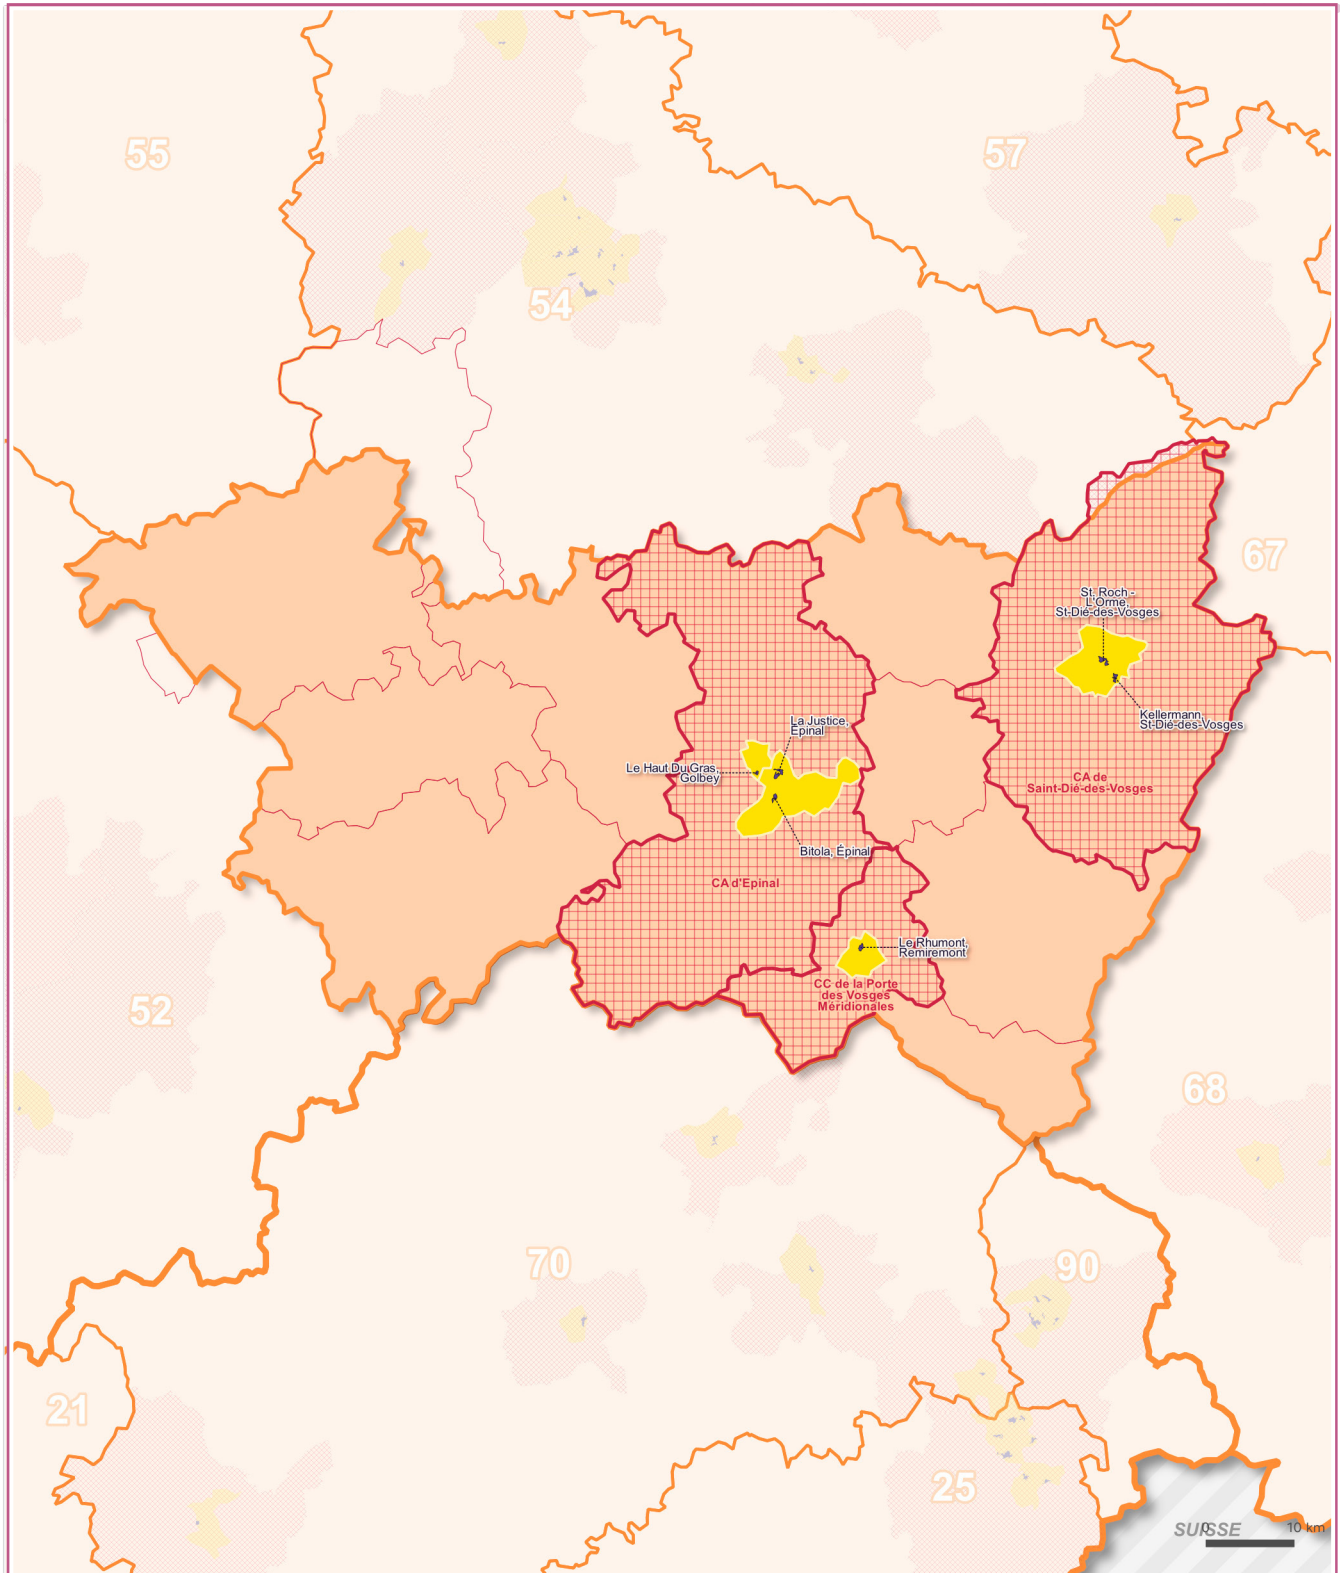 55
57
54
67
St. Roch -
L'Orme,
St-Dié-des-Vosges
Kellermann,
St-Dié-des-Vosges
La Justice,
Épinal
Le Haut Du Gras,
Golbey
CA de
Saint-Dié-des-Vosges
Bitola, Épinal
CA d'Epinal
Le Rhumont,
Remiremont
CC de la Porte
des Vosges
Méridionales
52
68
70
90
21
25
SUISSE
0 10 km